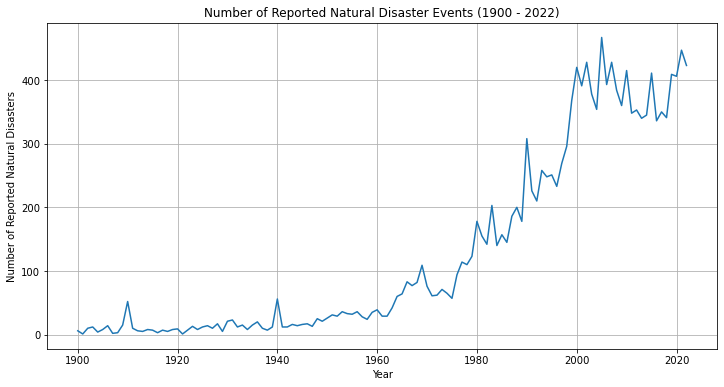 Number of Reported Natural Disaster Events (1900 - 2022)
Number of Reported Natural Disasters
400
300
200
100
0
1900 1920 1940 1960 1980 2000 2020
Year